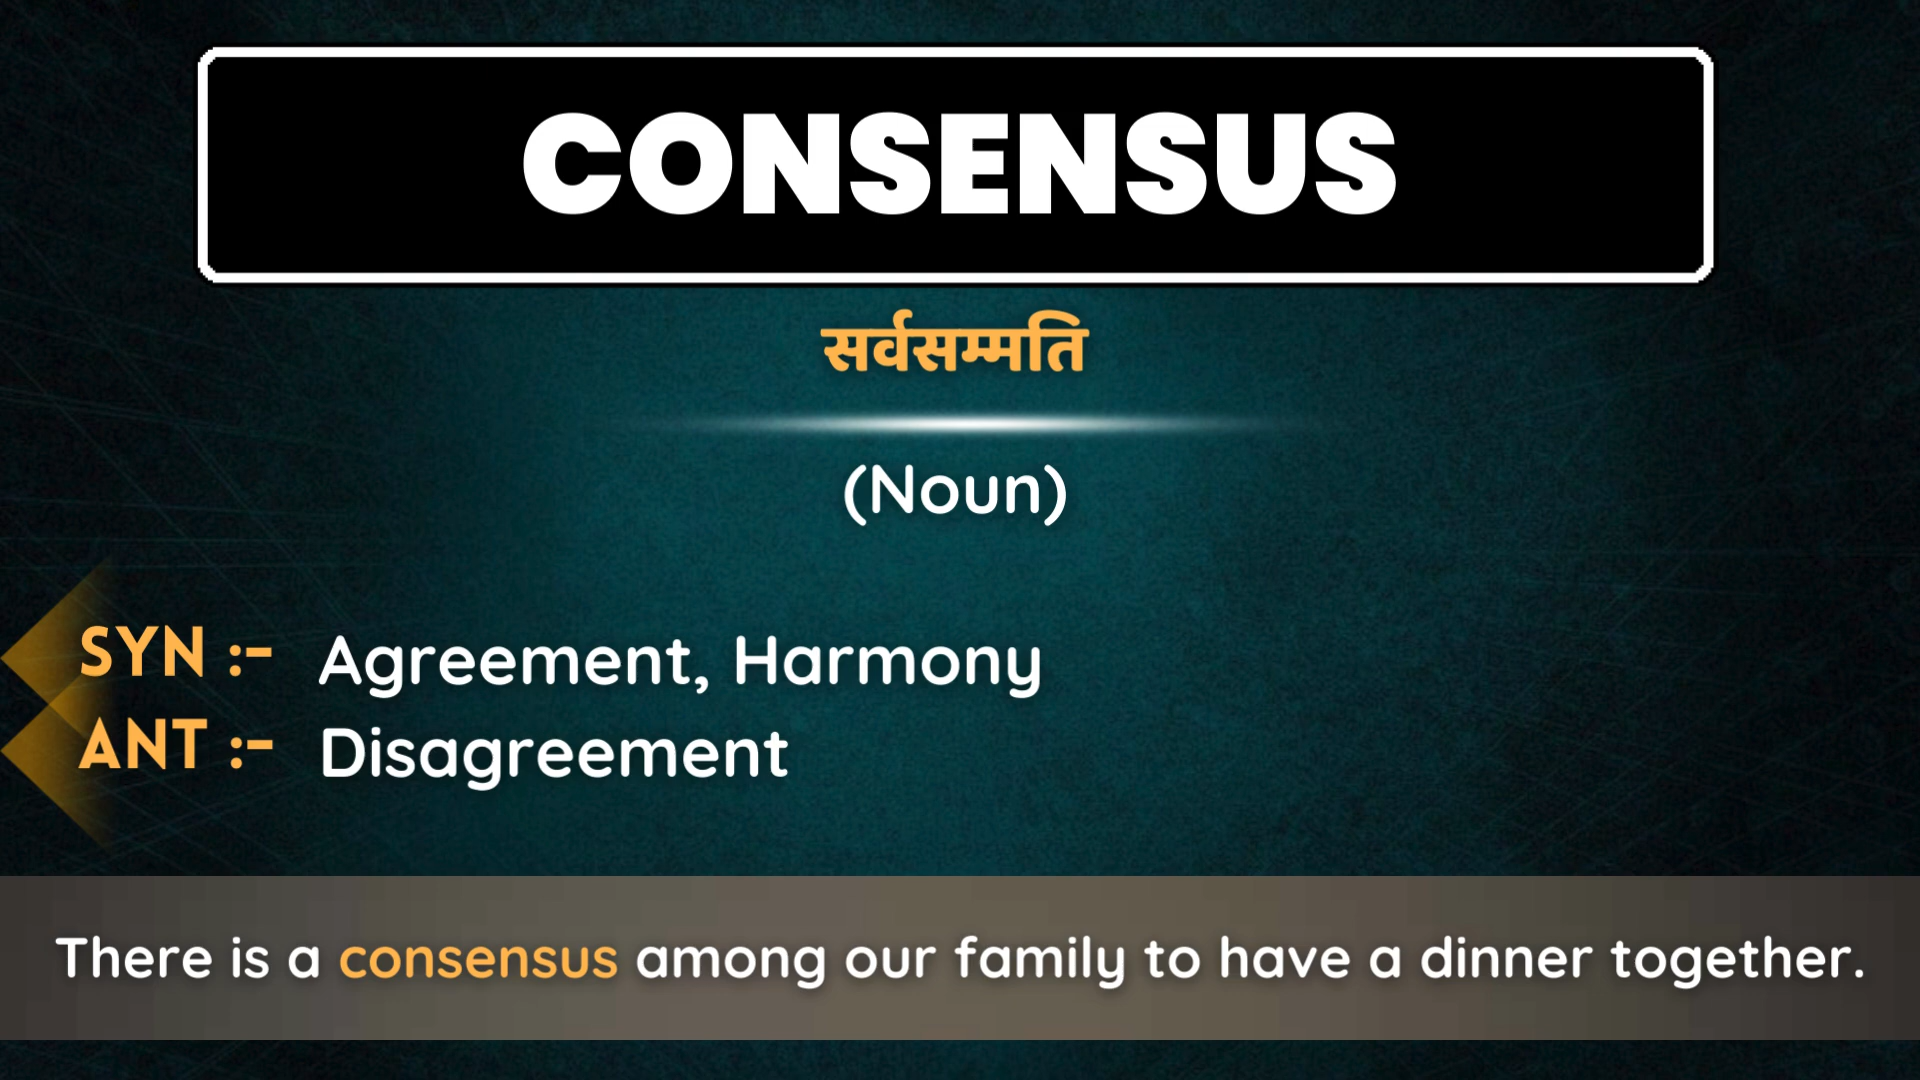 CONSENSUS
सर्वसम्मति
(Noun)
SYN :- Agreement, Harmony
ANT :- Disagreement
There is a consensus among our family to have a dinner together.